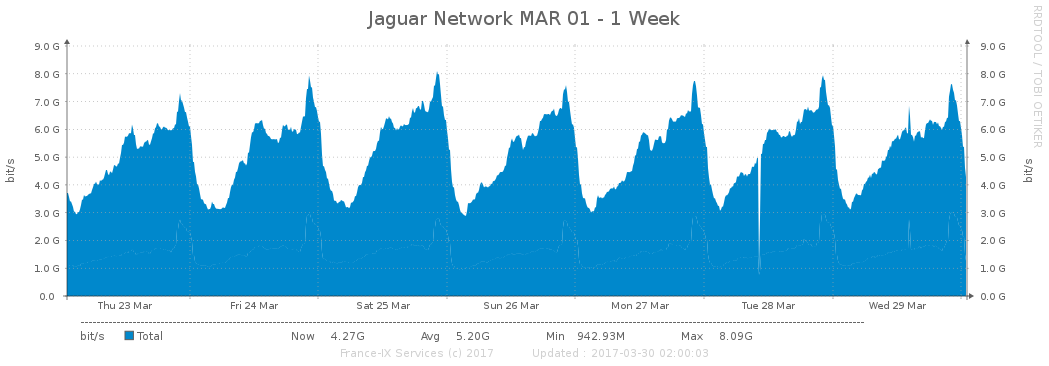 Jaguar Network MAR 01 - 1 Week
RRDTOOL / TOBI OETIKER
9.0 G 9.0 G
8.0 G 8.0 G
7.0 G 7.0 G
6.0 G 6.0 G
5.0 G 5.0 G
4.0 G 4.0 G
3.0 G 3.0 G
2.0 G 2.0 G
1.0 G 1.0 G
0.0 0.0 G
bit/s bit/s
Thu 23 Mar Fri 24 Mar Sat 25 Mar Sun 26 Mar Mon 27 Mar Tue 28 Mar Wed 29 Mar
bit/s Total Now 4.27G Avg 5.20G Min 942.93M Max 8.09G
France-IX Services (c) 2017 Updated : 2017-03-30 02:00:03